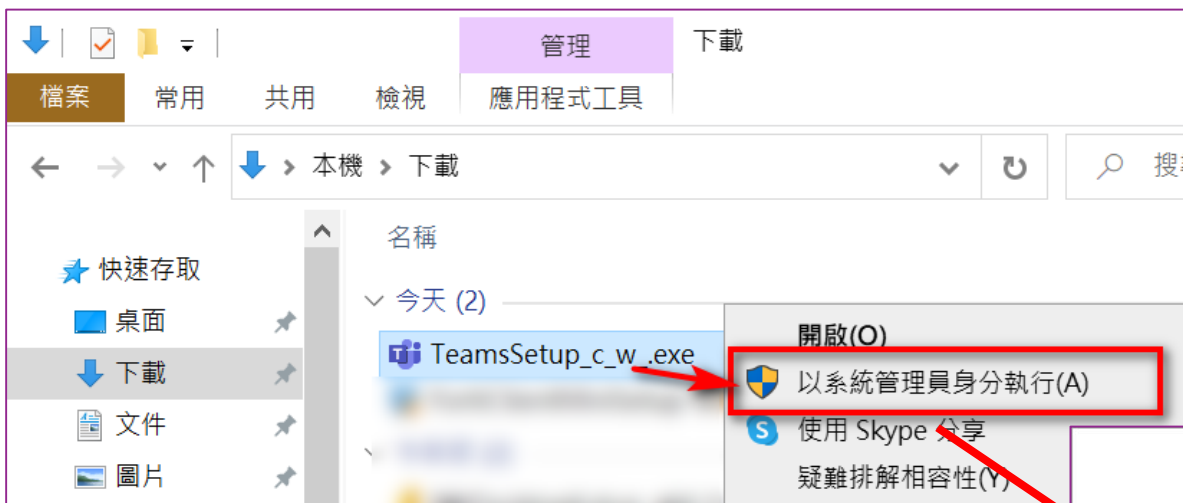 管理
下載
檔案 常用 共用 檢視 應用程式工具
本機 下載
名稱
快速存取
今天 (2)
桌面
開啟(O)
TeamsSetup_c_w_.exe
下載
以系統管理員身分執行(A)
文件
使用 Skype 分享
圖片
疑難排解相容性(Y)